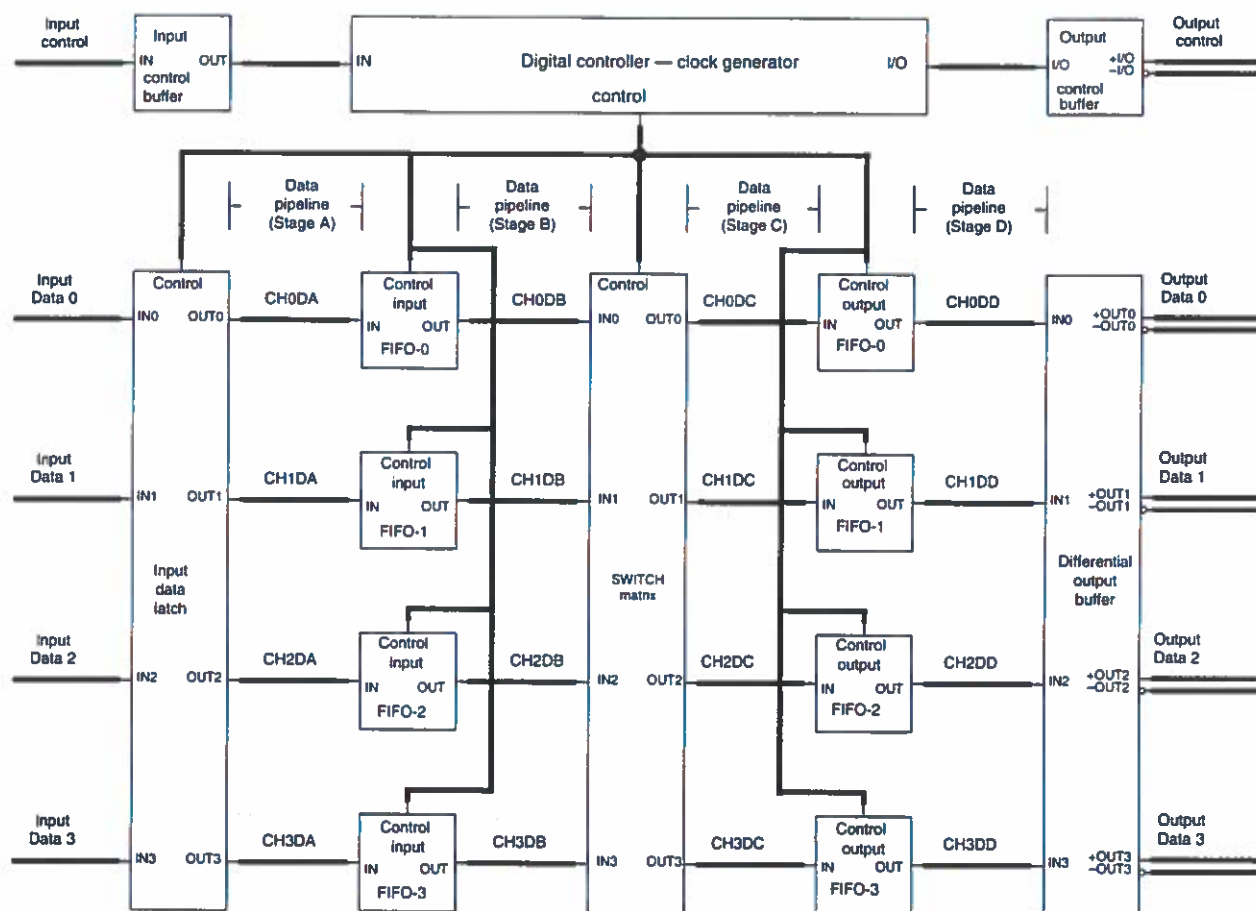 Input
control
Input
IN OUT
control
buffer
IN Digital controller — clock generator I/O
control
Output
I/O +I/O
−I/O
control
buffer
Output
control
Data
pipeline
(Stage A)
Data
pipeline
(Stage B)
Data
pipeline
(Stage C)
Data
pipeline
(Stage D)
Input
Data 0
Control
IN0 OUT0
CH0DA
Control
input
IN OUT
FIFO-0
CH0DB
Control
IN0 OUT0
CH0DC
Control
output
IN OUT
FIFO-0
CH0DD
IN0 +OUT0
−OUT0
Output
Data 0
Input
Data 1
IN1 OUT1
CH1DA
Control
input
IN OUT
FIFO-1
CH1DB
IN1 OUT1
CH1DC
Control
output
IN OUT
FIFO-1
CH1DD
IN1 +OUT1
−OUT1
Output
Data 1
Input
data
latch
SWITCH
matrix
Differential
output
buffer
Input
Data 2
IN2 OUT2
CH2DA
Control
input
IN OUT
FIFO-2
CH2DB
IN2 OUT2
CH2DC
Control
output
IN OUT
FIFO-2
CH2DD
IN2 +OUT2
−OUT2
Output
Data 2
Input
Data 3
IN3 OUT3
CH3DA
Control
input
IN OUT
FIFO-3
CH3DB
IN3 OUT3
CH3DC
Control
output
IN OUT
FIFO-3
CH3DD
IN3 +OUT3
−OUT3
Output
Data 3